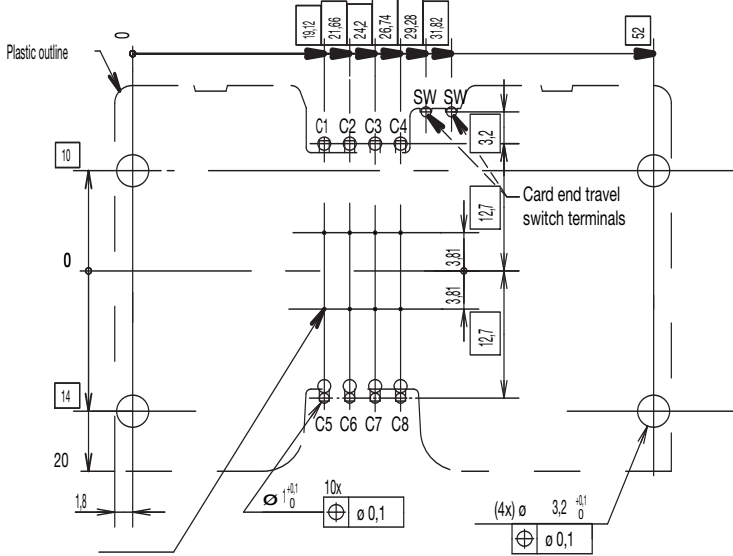 0
19,12
21,66
24,2
26,74
29,28
31,82
52
Plastic outline
SW SW
C1 C2 C3 C4
3,2
10
Card end travel
switch terminals
12,7
0
3,81
3,81
12,7
14
C5 C6 C7 C8
20
1,8
ø 1 +0,1 0
10x
⌖ ø 0,1
(4x) ø 3,2 +0,1 0
⌖ ø 0,1